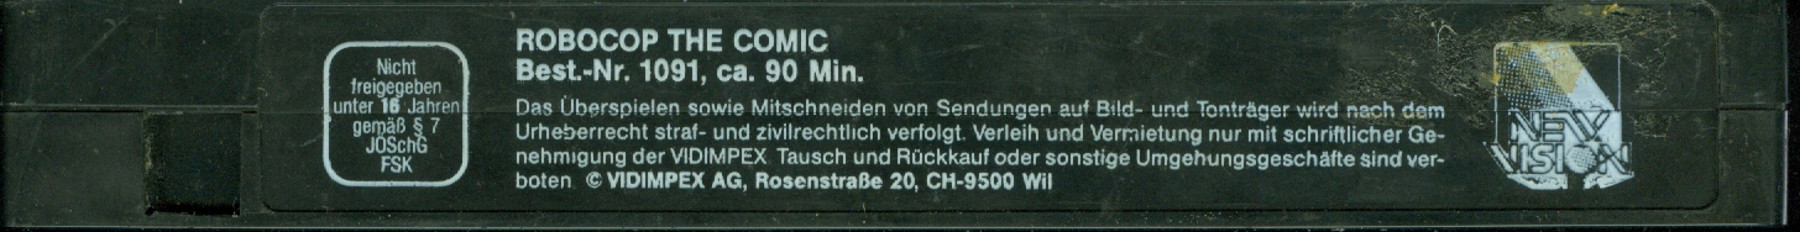 Nicht
freigegeben
unter 16 Jahren
gemäß § 7
JÖSchG
FSK
ROBOCOP THE COMIC
Best.-Nr. 1091, ca. 90 Min.
Das Überspielen sowie Mitschneiden von Sendungen auf Bild- und Tonträger wird nach dem
Urheberrecht straf- und zivilrechtlich verfolgt. Verleih und Vermietung nur mit schriftlicher Ge-
nehmigung der VIDIMPEX. Tausch und Rückkauf oder sonstige Umgehungsgeschäfte sind ver-
boten. © VIDIMPEX AG, Rosenstraße 20, CH-9500 Wil
NEW
VISION